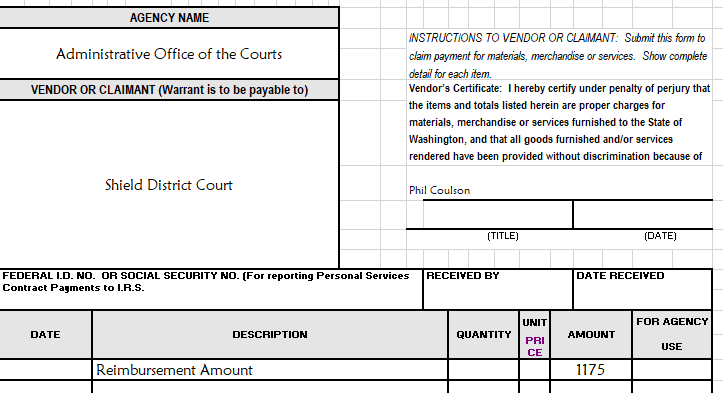 AGENCY NAME
Administrative Office of the Courts
VENDOR OR CLAIMANT (Warrant is to be payable to)
Shield District Court
INSTRUCTIONS TO VENDOR OR CLAIMANT: Submit this form to
claim payment for materials, merchandise or services. Show complete
detail for each item.
Vendor's Certificate: I hereby certify under penalty of perjury that
the items and totals listed herein are proper charges for
materials, merchandise or services furnished to the State of
Washington, and that all goods furnished and/or services
rendered have been provided without discrimination because of
Phil Coulson
(TITLE) (DATE)
FEDERAL I.D. NO. OR SOCIAL SECURITY NO. (For reporting Personal Services
Contract Payments to I.R.S.
RECEIVED BY
DATE RECEIVED
DATE
DESCRIPTION
QUANTITY
UNIT
PRI
CE
AMOUNT
FOR AGENCY
USE
Reimbursement Amount 1175